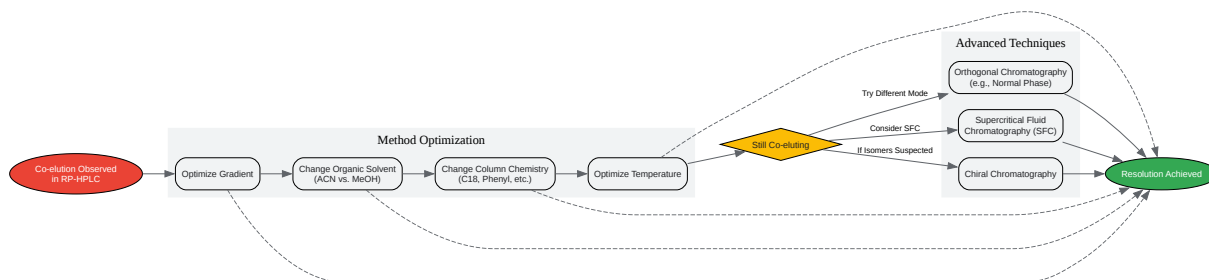 Co-elution Observed
in RP-HPLC
Method Optimization
Optimize Gradient
Change Organic Solvent
(ACN vs. MeOH)
Change Column Chemistry
(C18, Phenyl, etc.)
Optimize Temperature
Still Co-eluting
Try Different Mode
Consider SFC
If Isomers Suspected
Advanced Techniques
Orthogonal Chromatography
(e.g., Normal Phase)
Supercritical Fluid
Chromatography (SFC)
Chiral Chromatography
Resolution Achieved